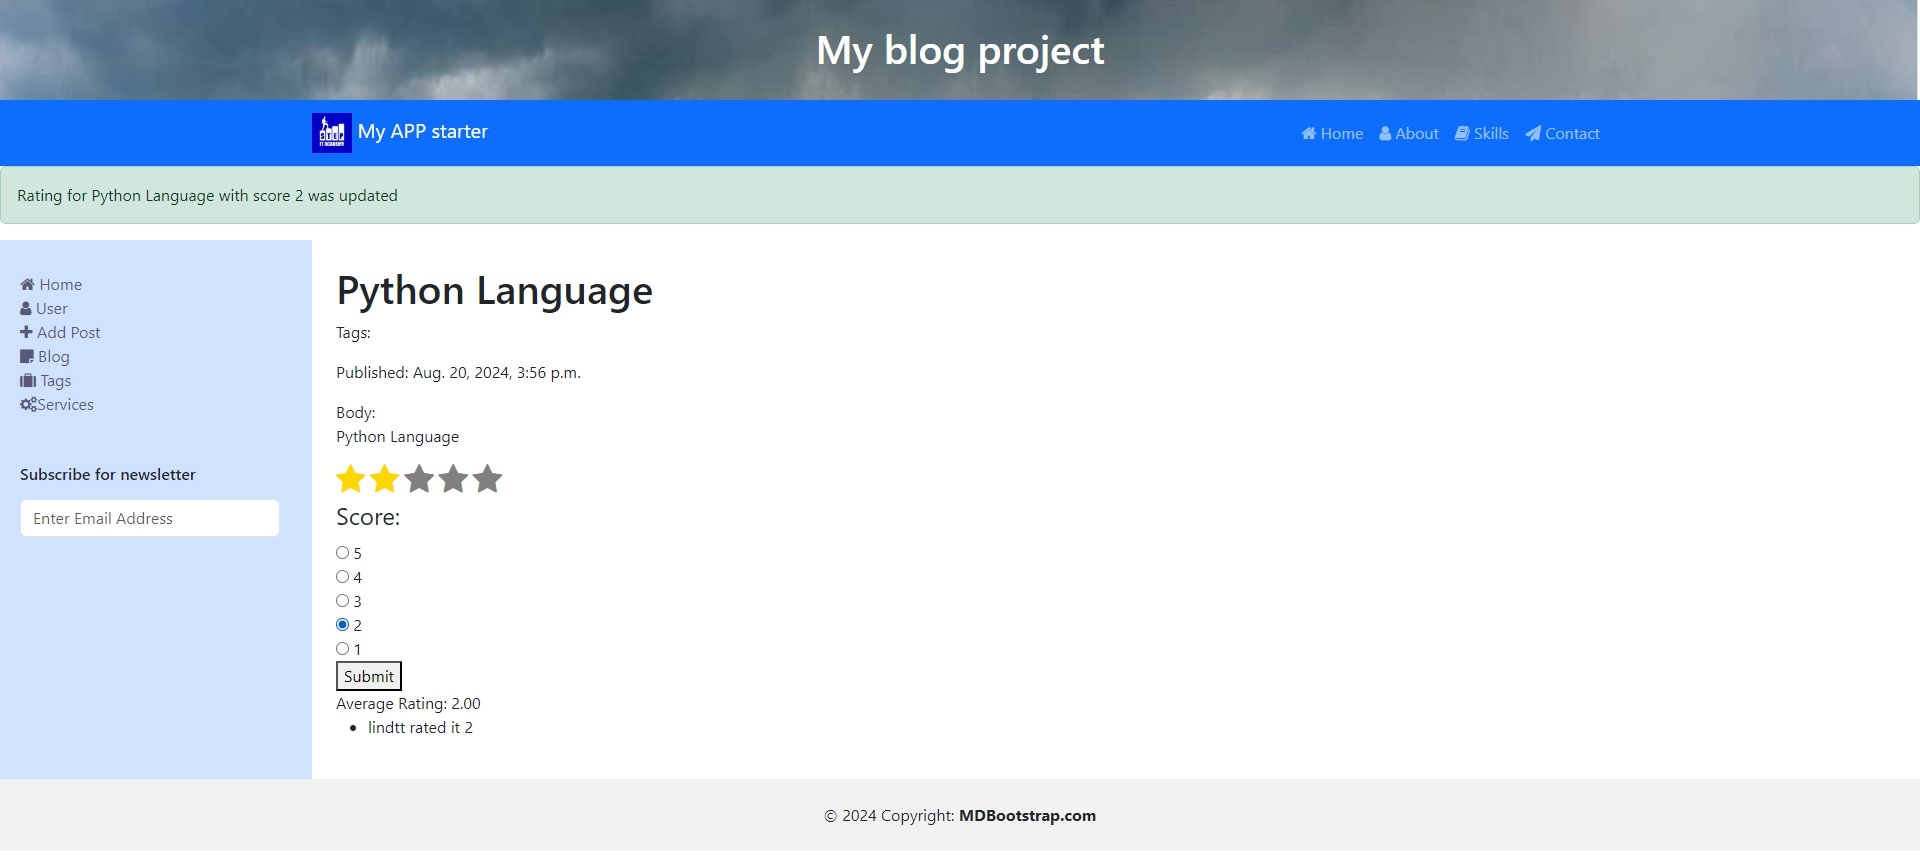 My blog project
STEP
IT ACADEMY
My APP starter
Home
About
Skills
Contact
Rating for Python Language with score 2 was updated
Home
User
Add Post
Blog
Tags
Services
Subscribe for newsletter
Enter Email Address
Python Language
Tags:
Published: Aug. 20, 2024, 3:56 p.m.
Body:
Python Language
Score:
5
4
3
2
1
Submit
Average Rating: 2.00
lindtt rated it 2
© 2024 Copyright: MDBootstrap.com